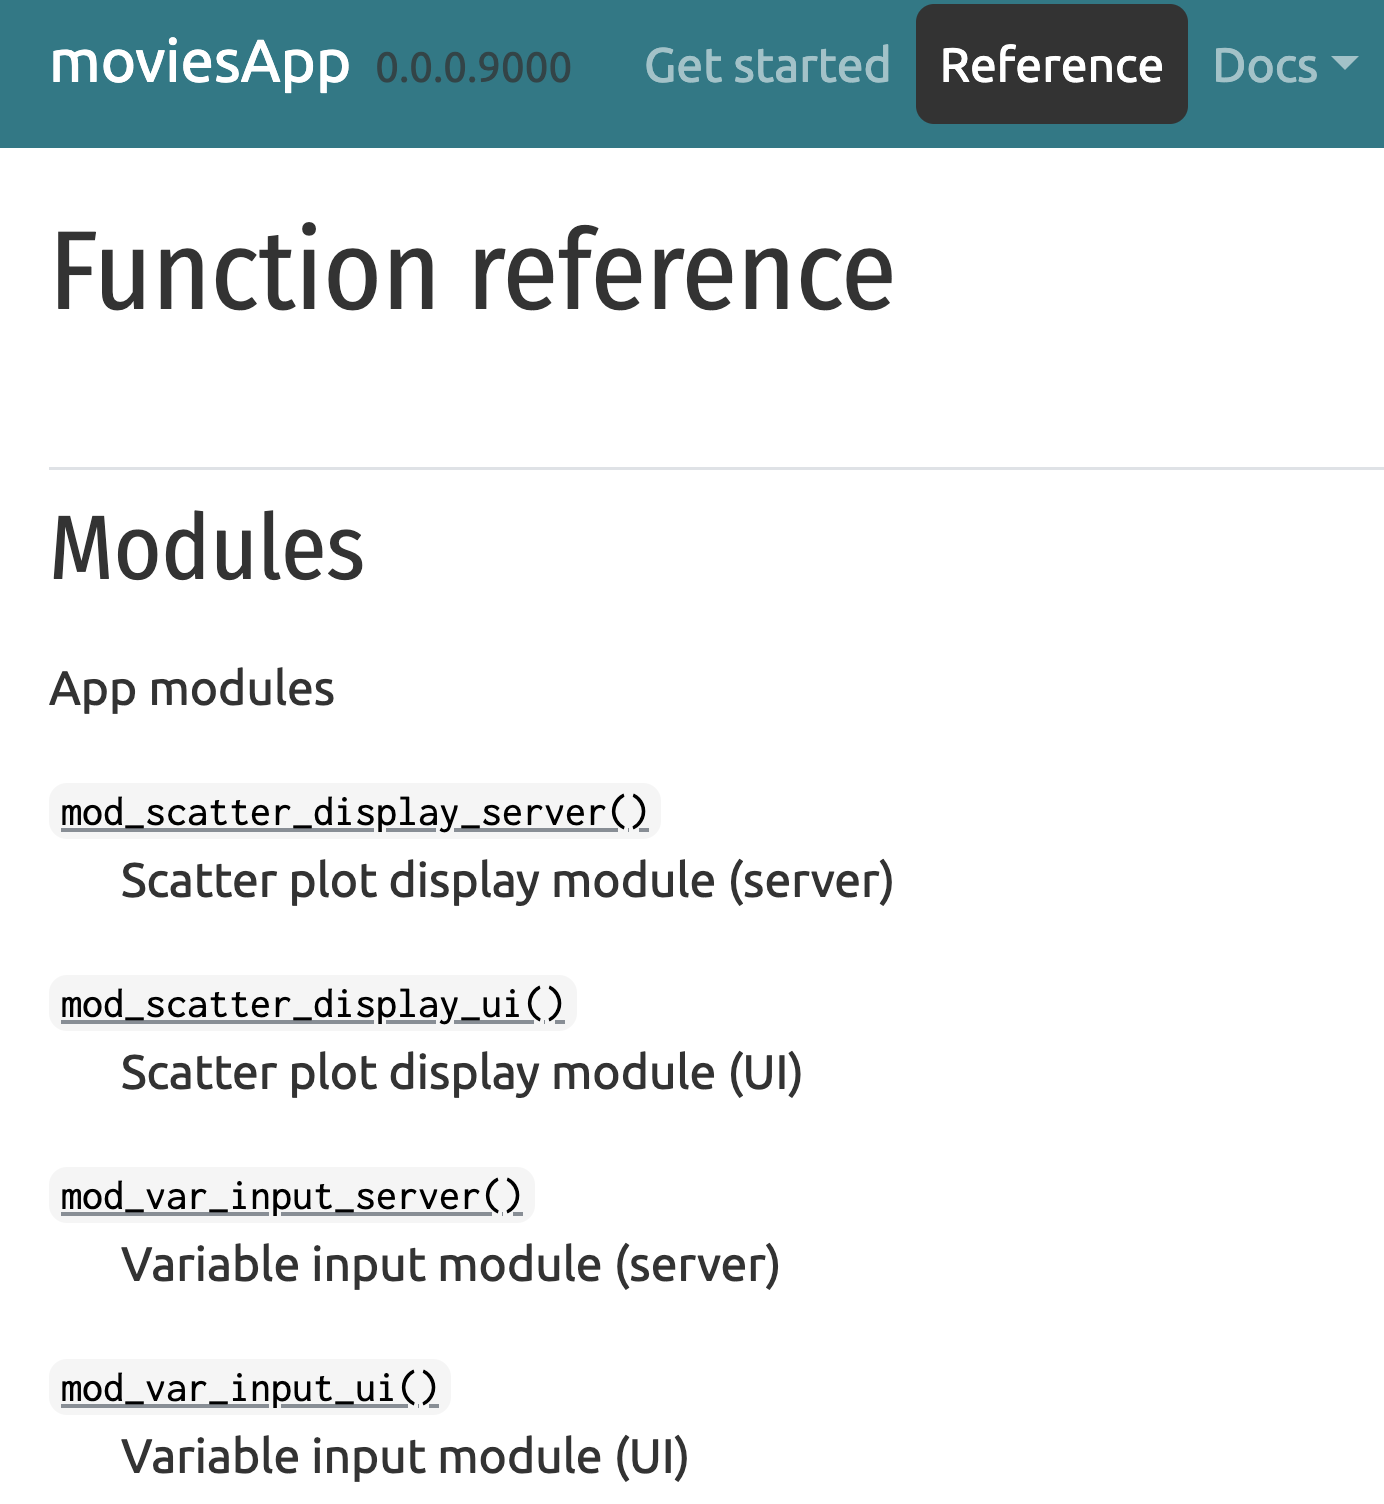 moviesApp 0.0.0.9000 Get started Reference Docs
Function reference
Modules
App modules
mod_scatter_display_server()
Scatter plot display module (server)
mod_scatter_display_ui()
Scatter plot display module (UI)
mod_var_input_server()
Variable input module (server)
mod_var_input_ui()
Variable input module (UI)